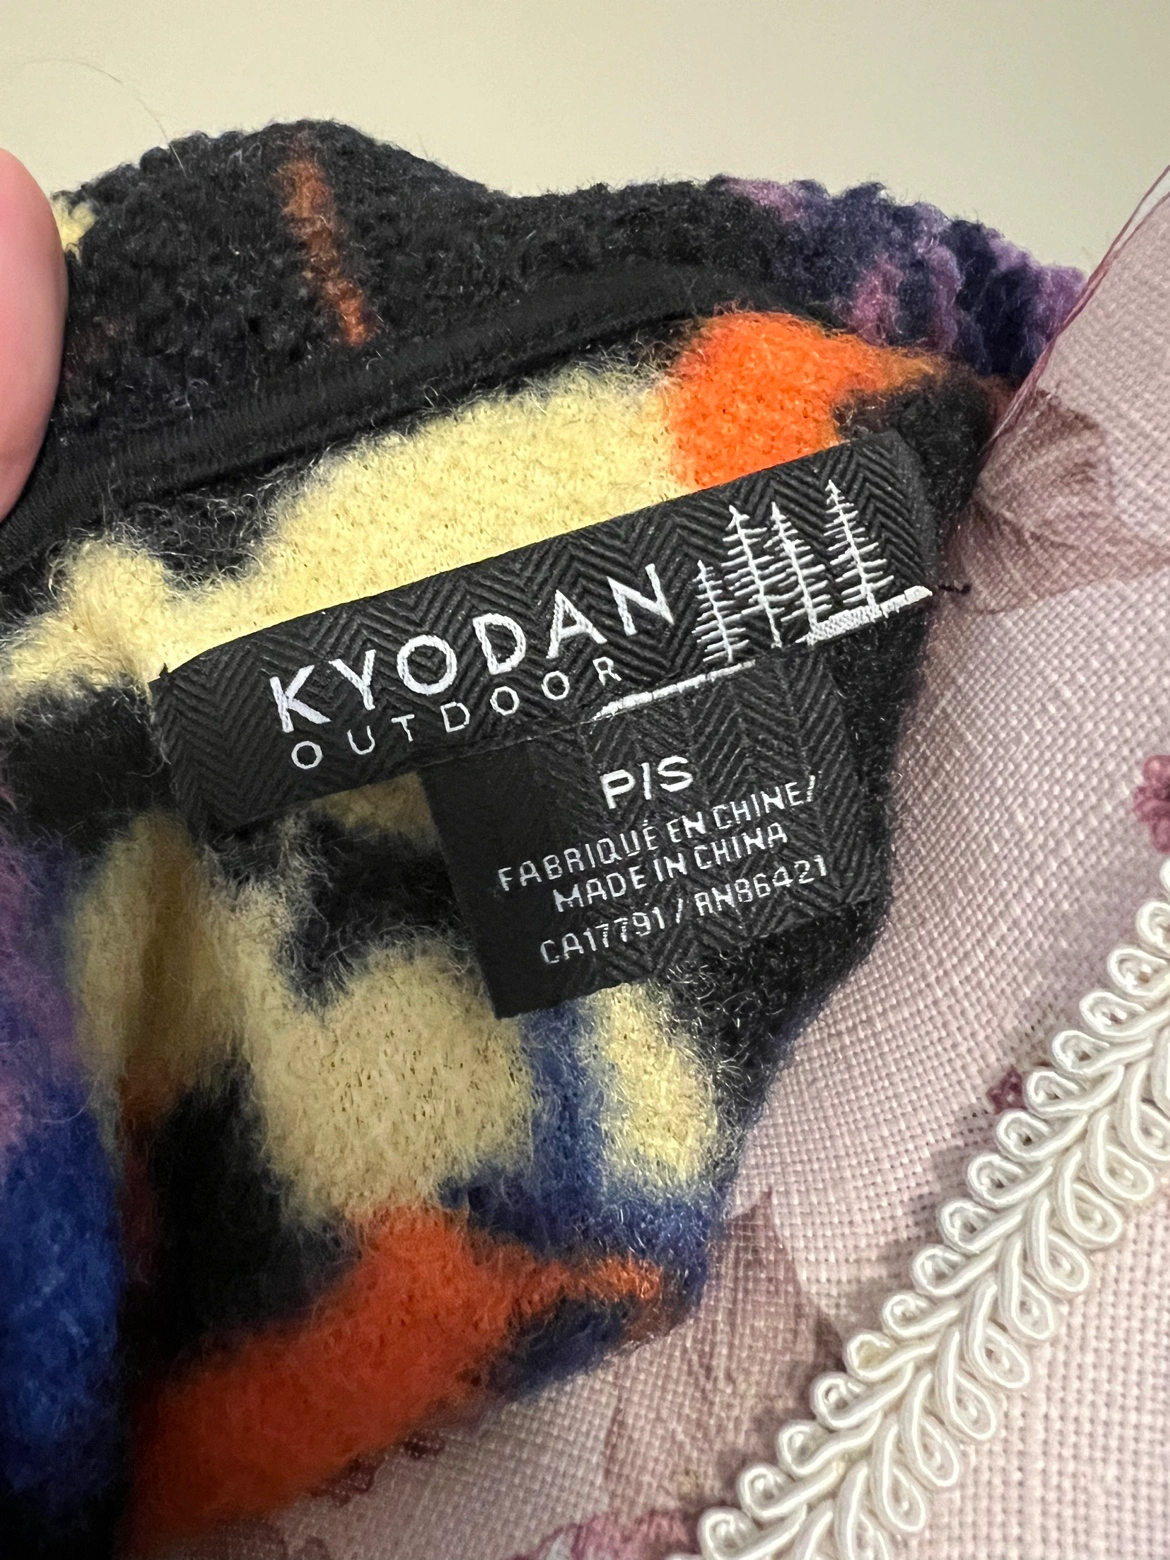 KYODAN
OUTDOOR
P/S
FABRIQUÉ EN CHINE/
MADE IN CHINA
CA17791 / RN86421